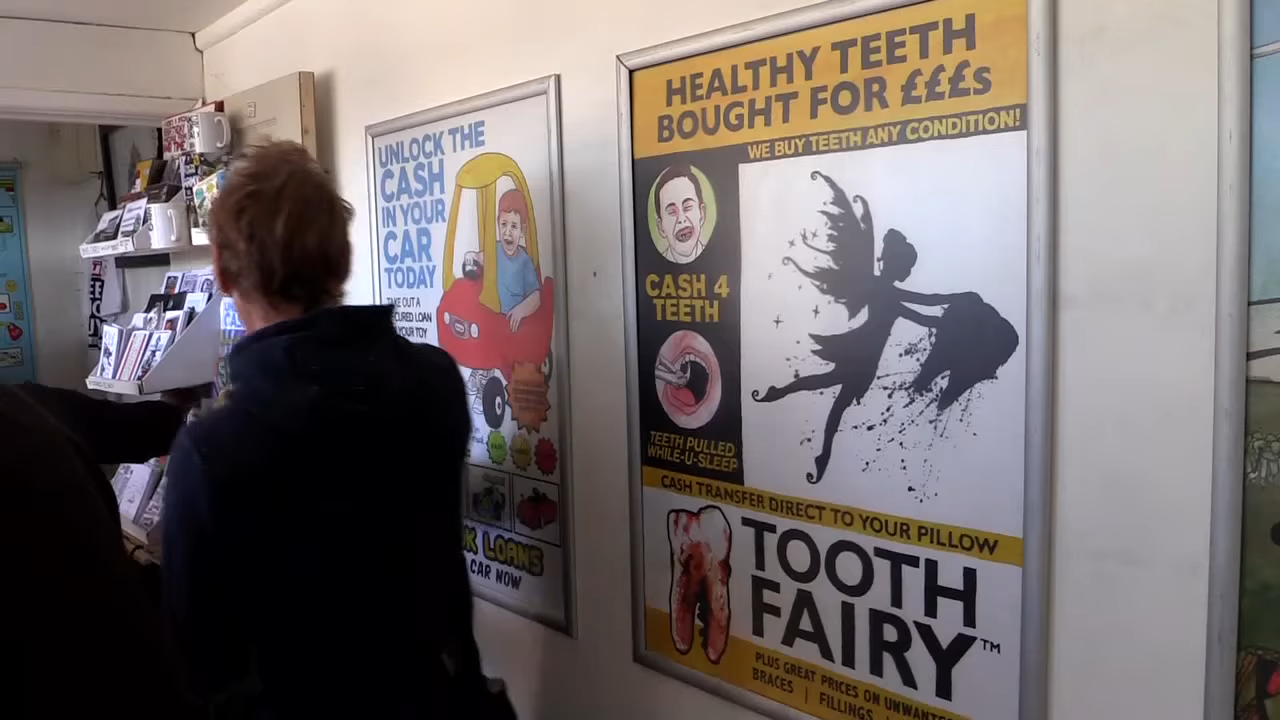 UNLOCK THE
CASH
IN YOUR
CAR
TODAY
TAKE OUT A
YOUR TOY
LOANS
CAR NOW
HEALTHY TEETH
BOUGHT FOR £££s
WE BUY TEETH ANY CONDITION!
CASH 4
TEETH
TEETH PULLED
WHILE-U-SLEEP
CASH TRANSFER DIRECT TO YOUR PILLOW
TOOTH
FAIRY™
PLUS GREAT PRICES ON
BRACES | FILLINGS